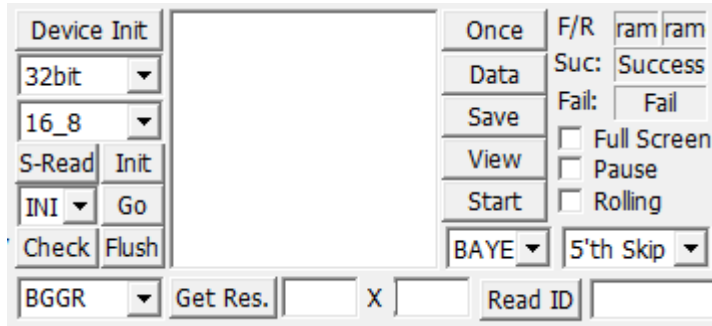 Device Init
32bit
16_8
S-Read Init
INI Go
Check Flush
Once
Data
Save
View
Start
F/R ram ram
Suc: Success
Fail: Fail
Full Screen
Pause
Rolling
BAYE 5'th Skip
BGGR Get Res. X Read ID